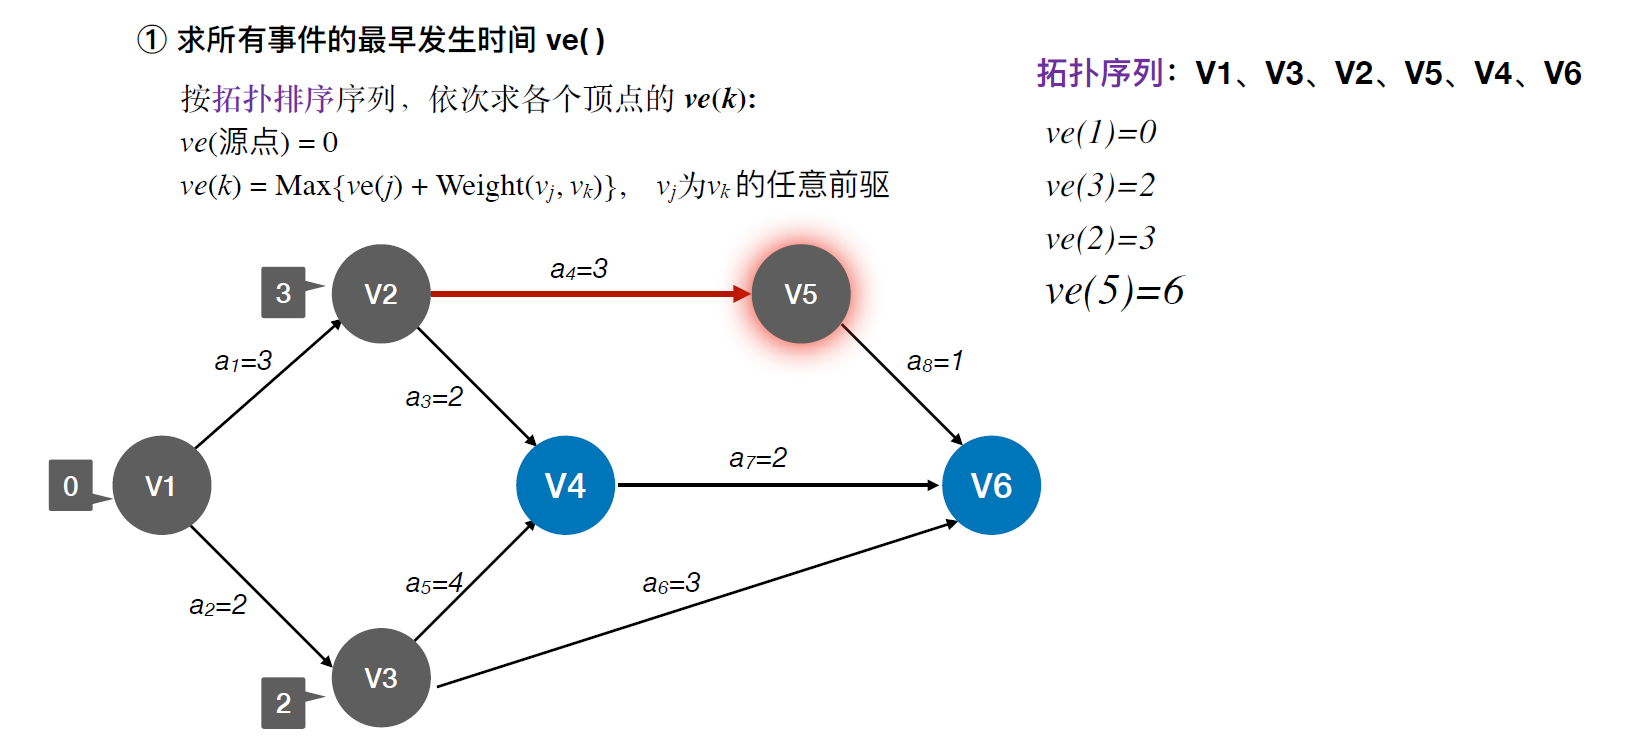 ① 求所有事件的最早发生时间 ve( )
按拓扑排序序列，依次求各个顶点的 ve(k):
ve(源点) = 0
ve(k) = Max{ve(j) + Weight(vj, vk)}, vj为vk 的任意前驱
拓扑序列：V1、V3、V2、V5、V4、V6
ve(1)=0
ve(3)=2
ve(2)=3
ve(5)=6
3
V2
a4=3
V5
a1=3
a3=2
a8=1
0
V1
V4
a7=2
V6
a2=2
a5=4
a6=3
2
V3